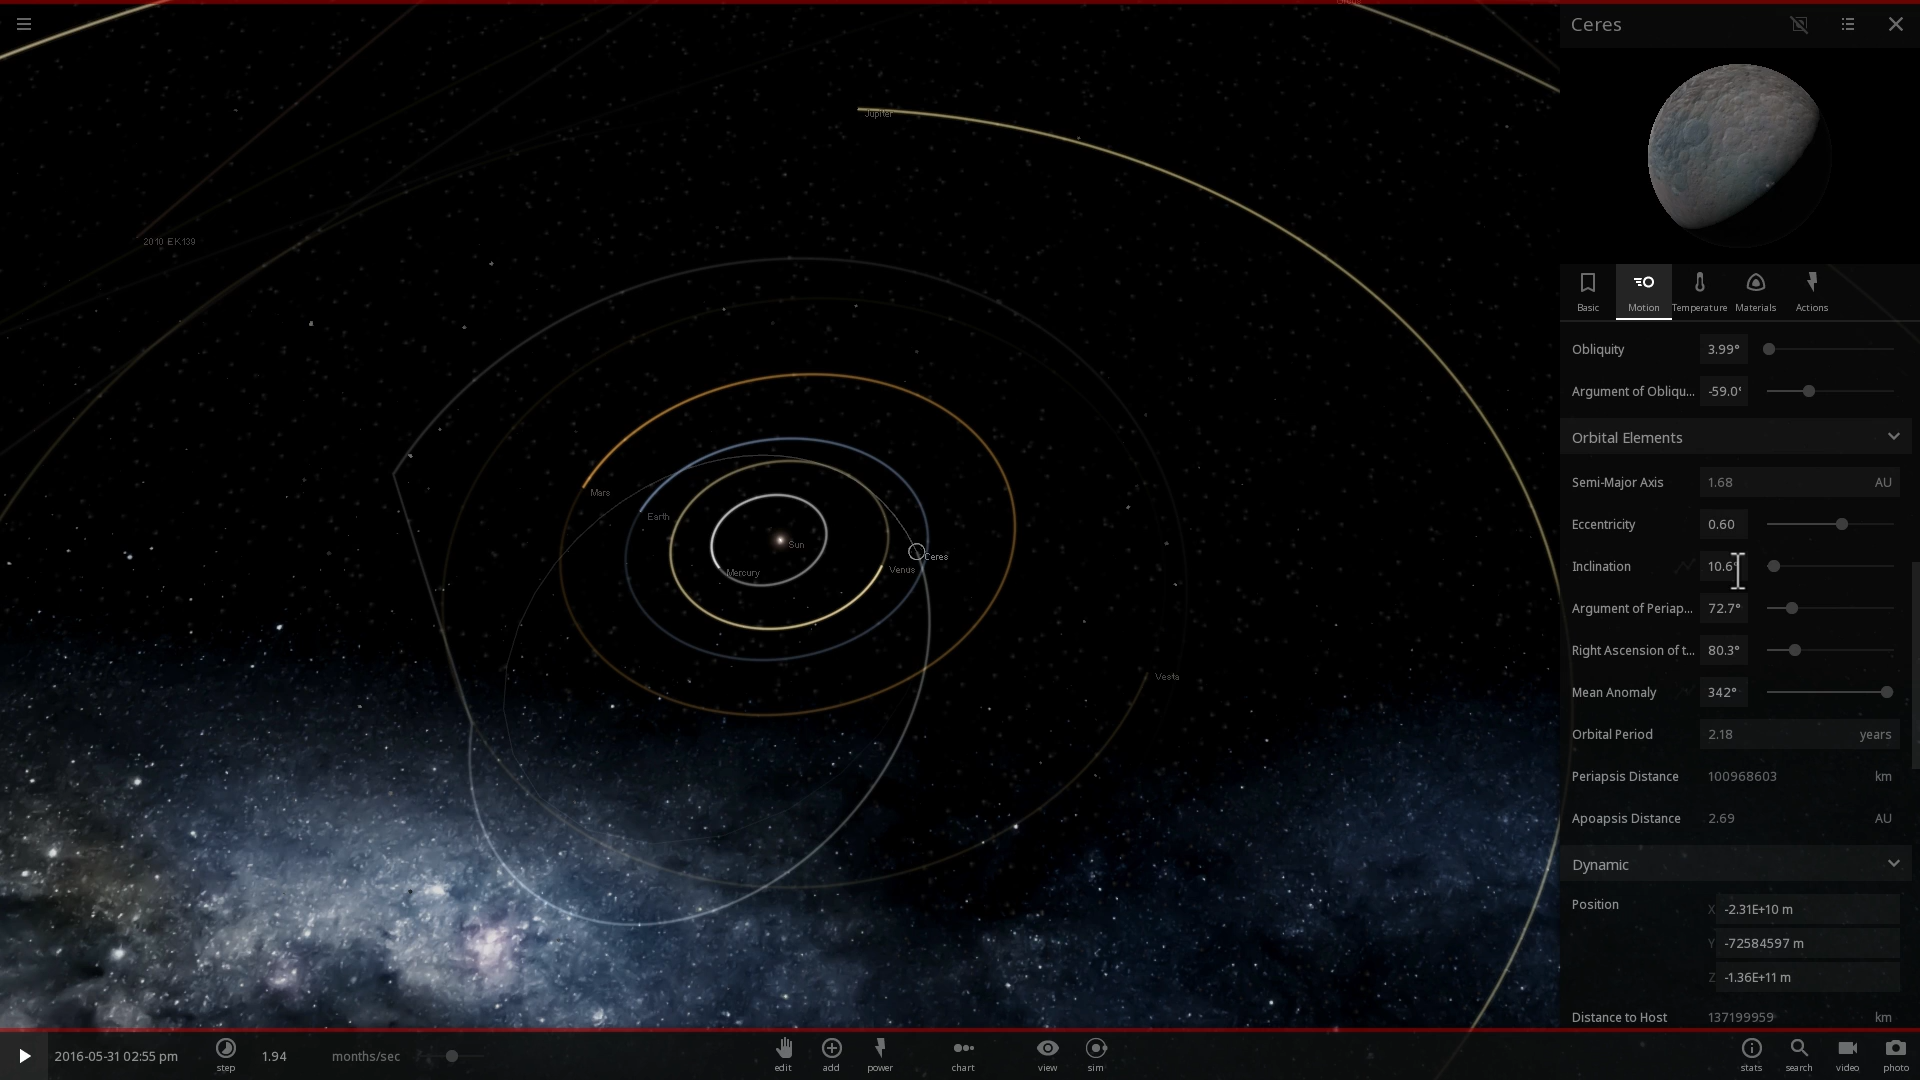 Ceres
Jupiter
2010 EK139
Mars
Earth
Sun
Ceres
Mercury
Venus
Vesta
Basic
Motion
Temperature
Materials
Actions
Obliquity 3.99°
Argument of Obliqu... -59.0°
Orbital Elements
Semi-Major Axis 1.68 AU
Eccentricity 0.60
Inclination 10.6°
Argument of Periap... 72.7°
Right Ascension of t... 80.3°
Mean Anomaly 342°
Orbital Period 2.18 years
Periapsis Distance 100968603 km
Apoapsis Distance 2.69 AU
Dynamic
Position X -2.31E+10 m
Y -72584597 m
Z -1.36E+11 m
Distance to Host 137199959 km
2016-05-31 02:55 pm
step
1.94 months/sec
edit
add
power
chart
view
sim
stats
search
video
photo